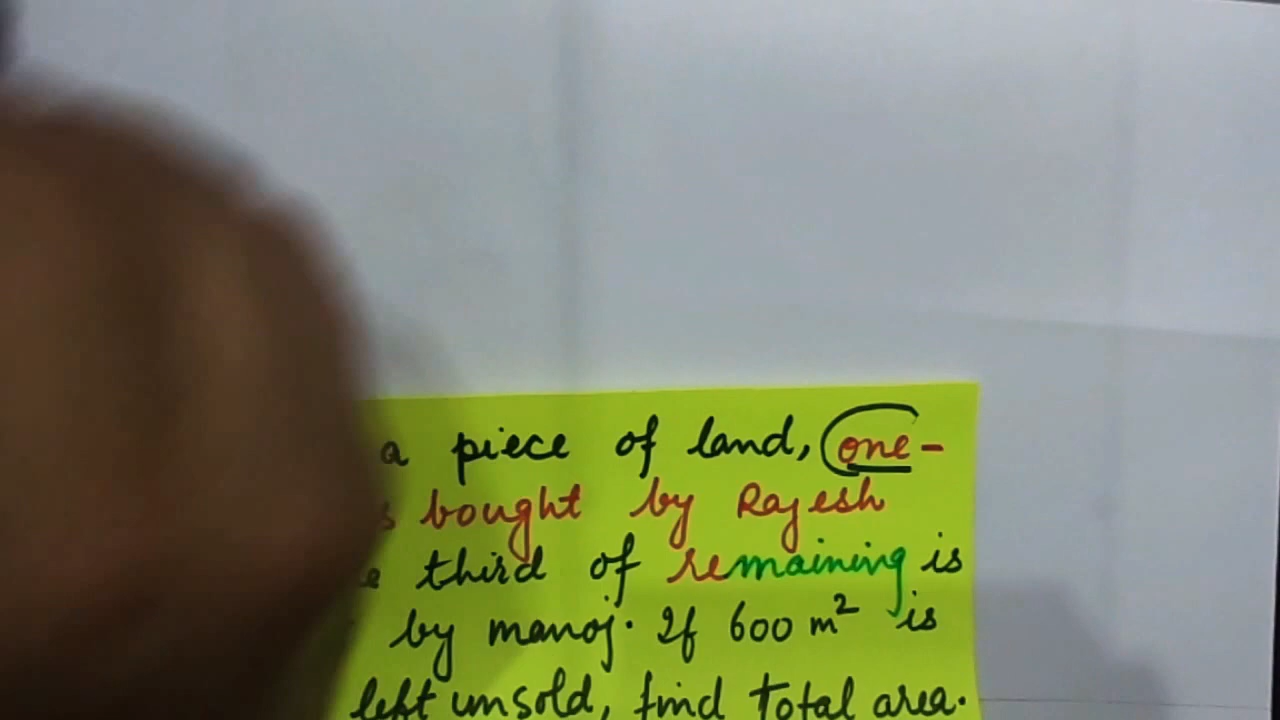 a piece of land, one-
bought by Rajesh
third of remaining is
by manoj. If 600 m² is
left unsold, find total area.